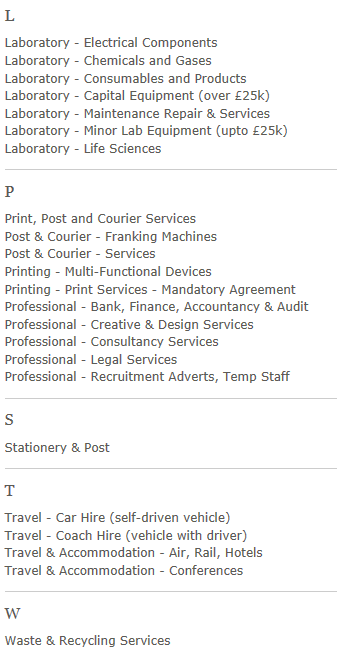 L
Laboratory - Electrical Components
Laboratory - Chemicals and Gases
Laboratory - Consumables and Products
Laboratory - Capital Equipment (over £25k)
Laboratory - Maintenance Repair & Services
Laboratory - Minor Lab Equipment (upto £25k)
Laboratory - Life Sciences
P
Print, Post and Courier Services
Post & Courier - Franking Machines
Post & Courier - Services
Printing - Multi-Functional Devices
Printing - Print Services - Mandatory Agreement
Professional - Bank, Finance, Accountancy & Audit
Professional - Creative & Design Services
Professional - Consultancy Services
Professional - Legal Services
Professional - Recruitment Adverts, Temp Staff
S
Stationery & Post
T
Travel - Car Hire (self-driven vehicle)
Travel - Coach Hire (vehicle with driver)
Travel & Accommodation - Air, Rail, Hotels
Travel & Accommodation - Conferences
W
Waste & Recycling Services